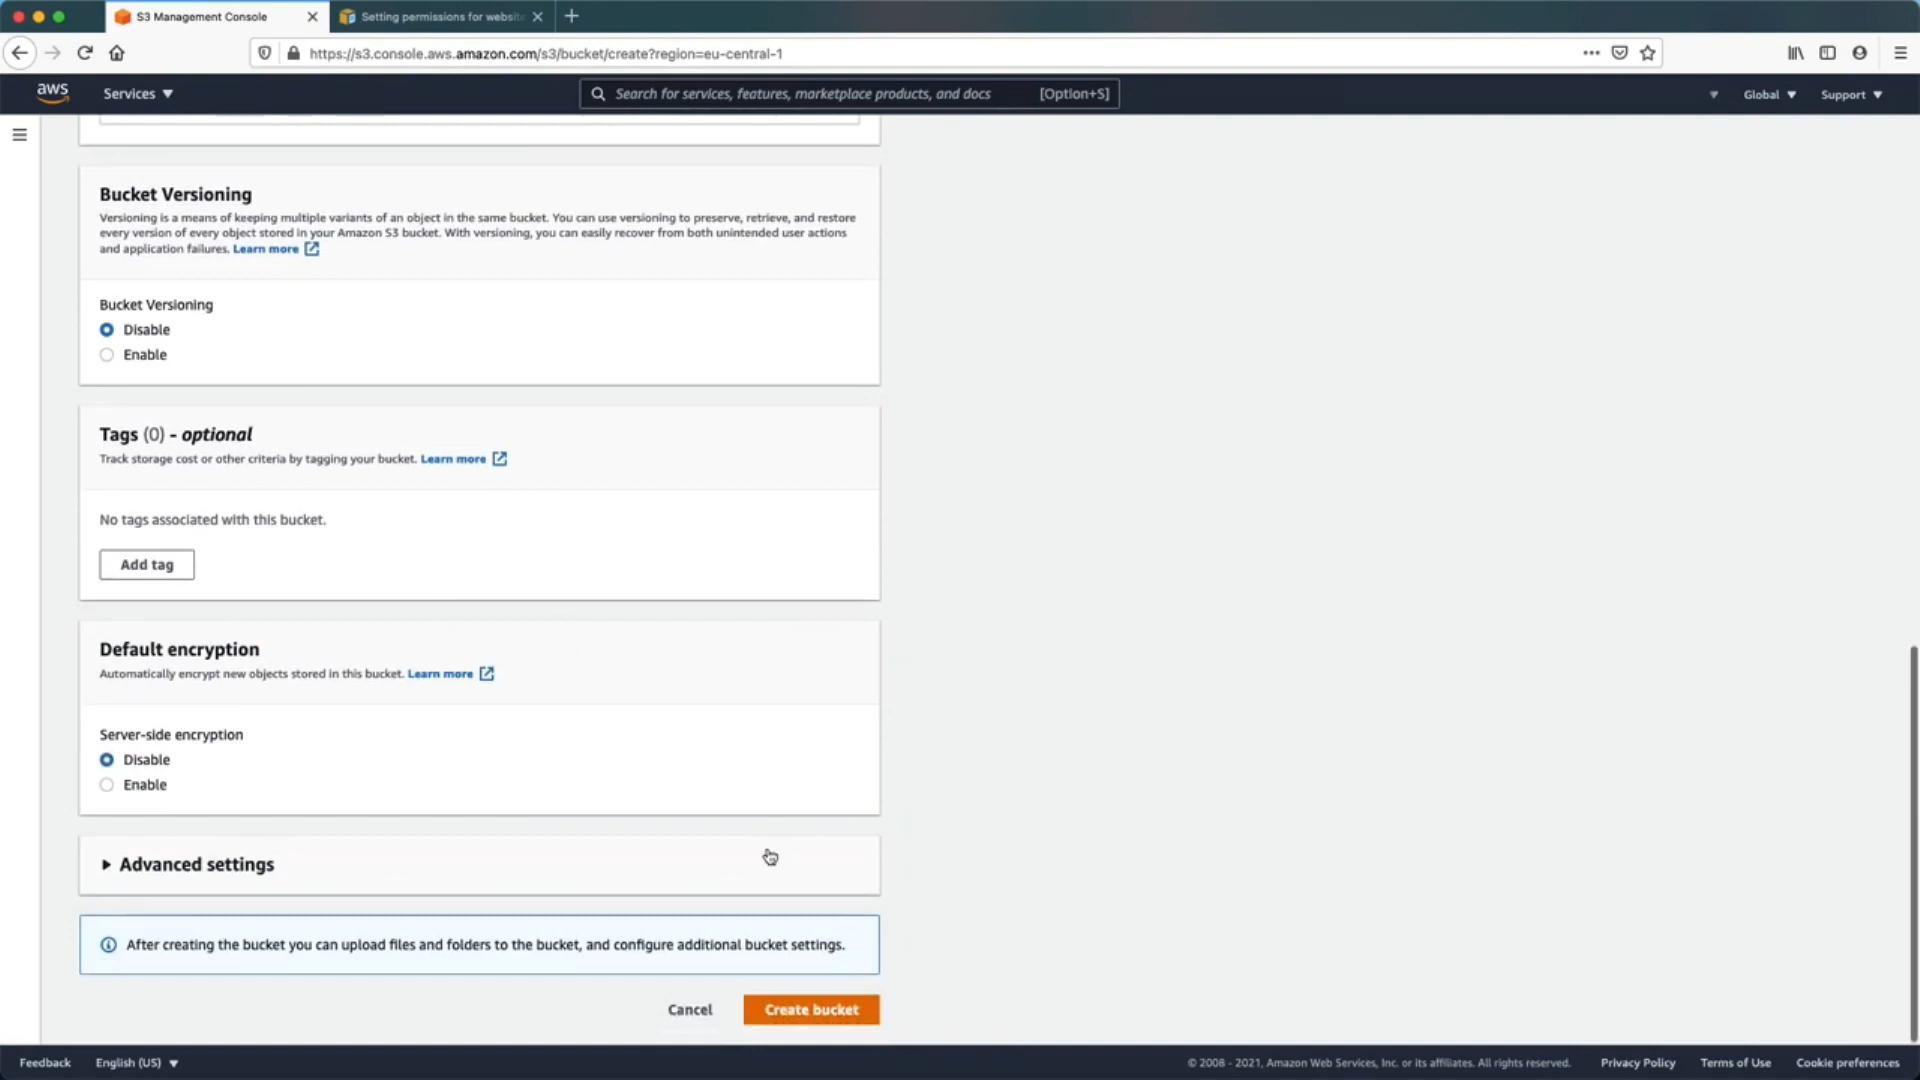 S3 Management Console
Setting permissions for websit
https://s3.console.aws.amazon.com/s3/bucket/create?region=eu-central-1
aws
Services
Search for services, features, marketplace products, and docs
[Option+S]
Global
Support
Bucket Versioning
Versioning is a means of keeping multiple variants of an object in the same bucket. You can use versioning to preserve, retrieve, and restore
every version of every object stored in your Amazon S3 bucket. With versioning, you can easily recover from both unintended user actions
and application failures. Learn more
Bucket Versioning
Disable
Enable
Tags (0) - optional
Track storage cost or other criteria by tagging your bucket. Learn more
No tags associated with this bucket.
Add tag
Default encryption
Automatically encrypt new objects stored in this bucket. Learn more
Server-side encryption
Disable
Enable
Advanced settings
After creating the bucket you can upload files and folders to the bucket, and configure additional bucket settings.
Cancel
Create bucket
Feedback
English (US)
© 2008 - 2021, Amazon Web Services, Inc. or its affiliates. All rights reserved.
Privacy Policy
Terms of Use
Cookie preferences